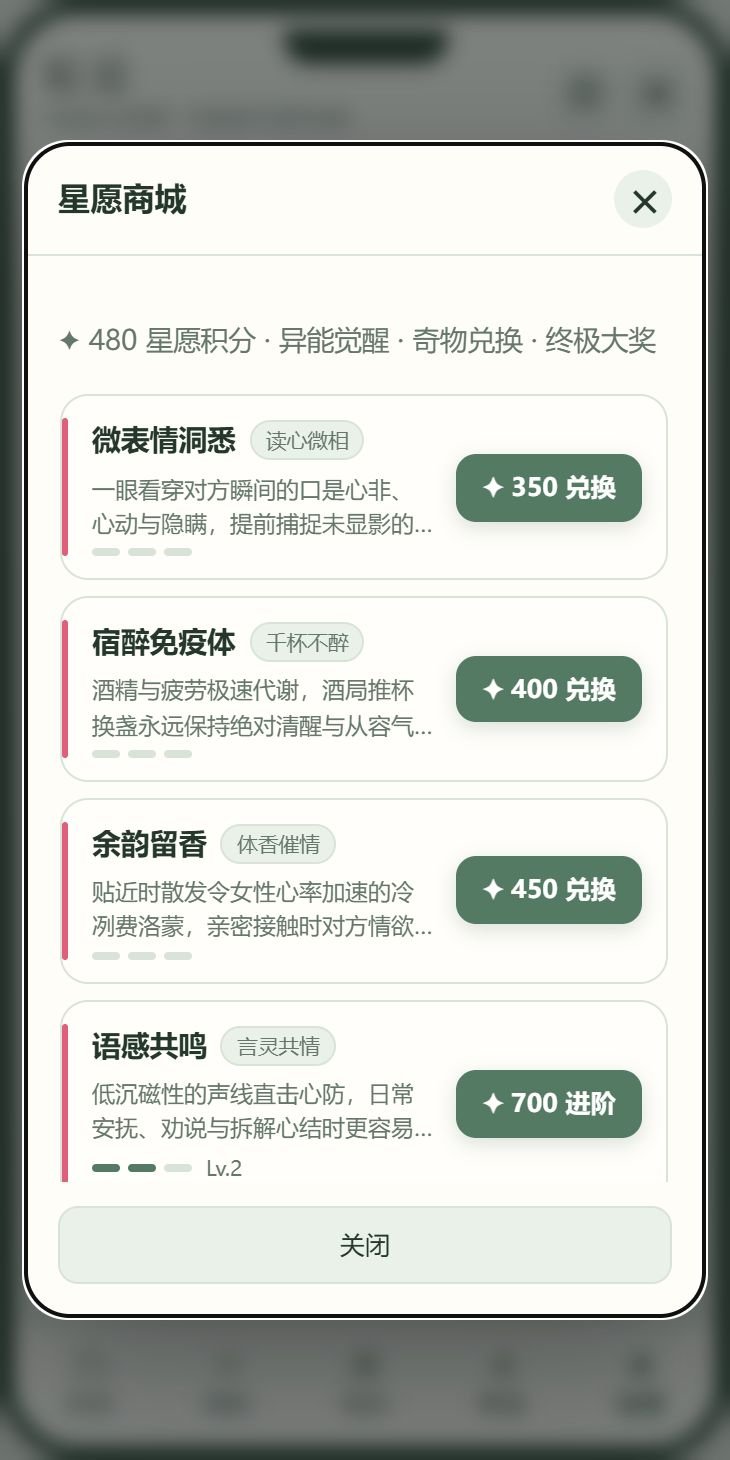 星愿商城
✦ 480 星愿积分 · 异能觉醒 · 奇物兑换 · 终极大奖
微表情洞悉 读心微相
一眼看穿对方瞬间的口是心非、
心动与隐瞒，提前捕捉未显影的...
✦ 350 兑换
宿醉免疫体 千杯不醉
酒精与疲劳极速代谢，酒局推杯
换盏永远保持绝对清醒与从容气...
✦ 400 兑换
余韵留香 体香催情
贴近时散发令女性心率加速的冷
冽费洛蒙，亲密接触时对方情欲...
✦ 450 兑换
语感共鸣 言灵共情
低沉磁性的声线直击心防，日常
安抚、劝说与拆解心结时更容易...
Lv.2
✦ 700 进阶
关闭